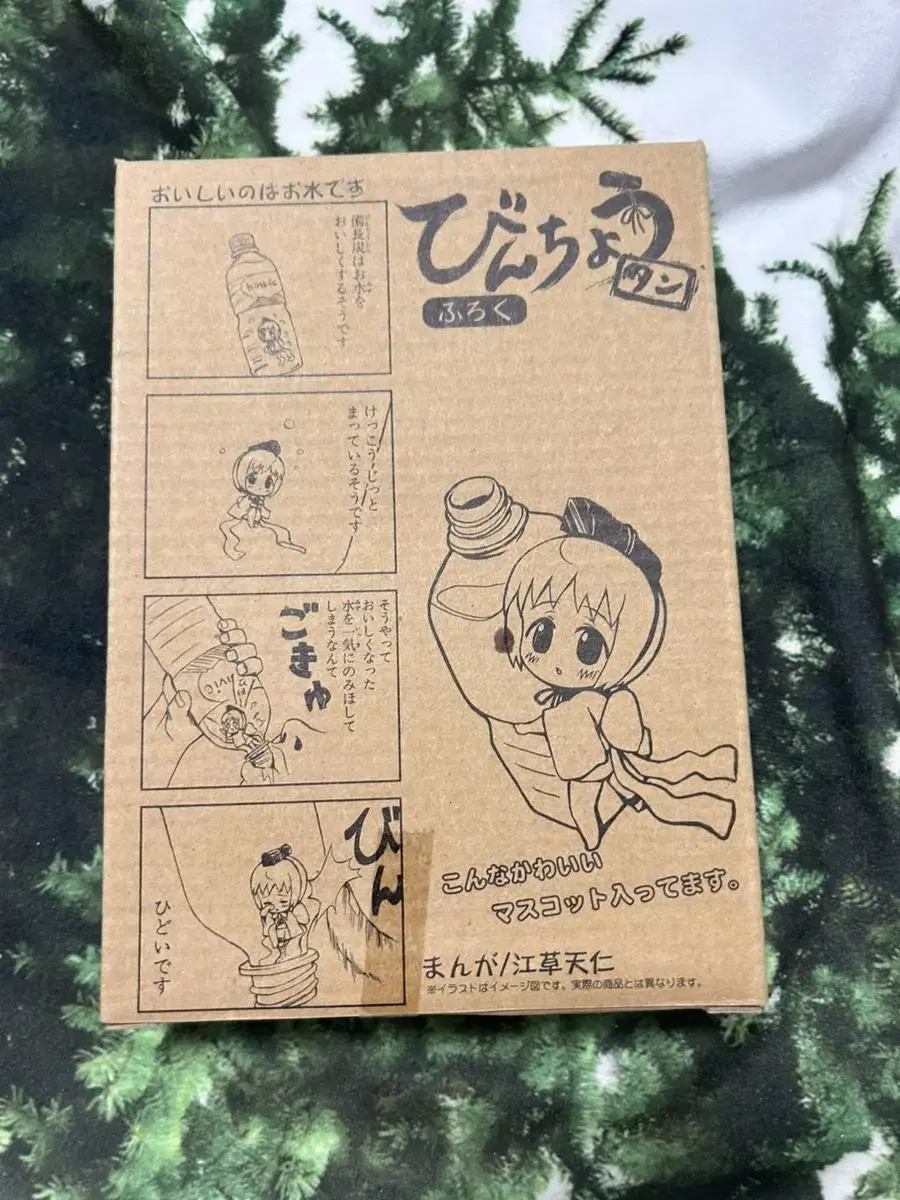 おいしいのはお水です
備長炭はお水を
おいしくするそうです
けっこうじっと
まっているそうです
そうやって
おいしくなった
水を一気にのみほして
しまうなんて
ごきゅ
びん
ひどいです
びんちょうタン
ふろく
こんなかわいい
マスコット入ってます。
まんが/江草天仁
※イラストはイメージ図です。実際の商品とは異なります。